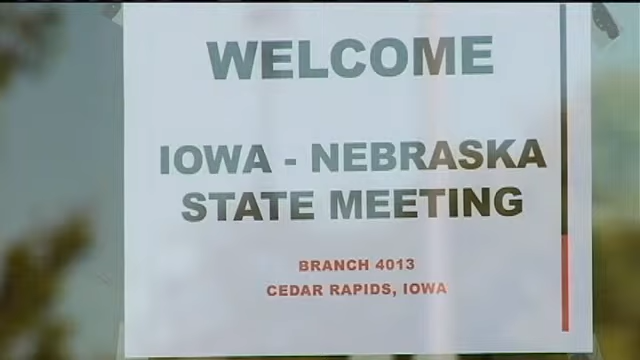 WELCOME
IOWA - NEBRASKA
STATE MEETING
BRANCH 4013
CEDAR RAPIDS, IOWA